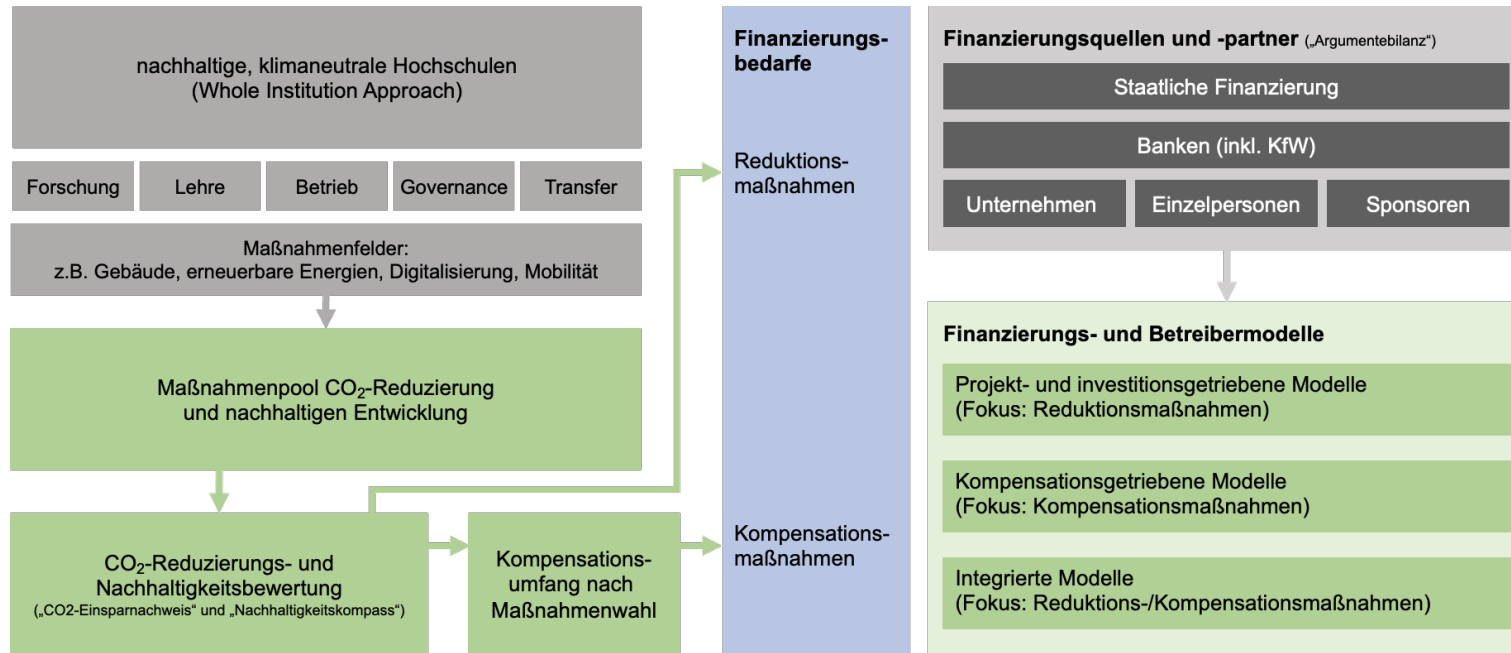 nachhaltige, klimaneutrale Hochschulen
(Whole Institution Approach)
Forschung
Lehre
Betrieb
Governance
Transfer
Maßnahmenfelder:
z.B. Gebäude, erneuerbare Energien, Digitalisierung, Mobilität
Maßnahmenpool CO₂-Reduzierung
und nachhaltigen Entwicklung
CO₂-Reduzierungs- und
Nachhaltigkeitsbewertung
(„CO2-Einsparnachweis“ und „Nachhaltigkeitskompass“)
Kompensations-
umfang nach
Maßnahmenwahl
Finanzierungs-
bedarfe
Reduktions-
maßnahmen
Kompensations-
maßnahmen
Finanzierungsquellen und -partner („Argumentebilanz“)
Staatliche Finanzierung
Banken (inkl. KfW)
Unternehmen
Einzelpersonen
Sponsoren
Finanzierungs- und Betreibermodelle
Projekt- und investitionsgetriebene Modelle
(Fokus: Reduktionsmaßnahmen)
Kompensationsgetriebene Modelle
(Fokus: Kompensationsmaßnahmen)
Integrierte Modelle
(Fokus: Reduktions-/Kompensationsmaßnahmen)